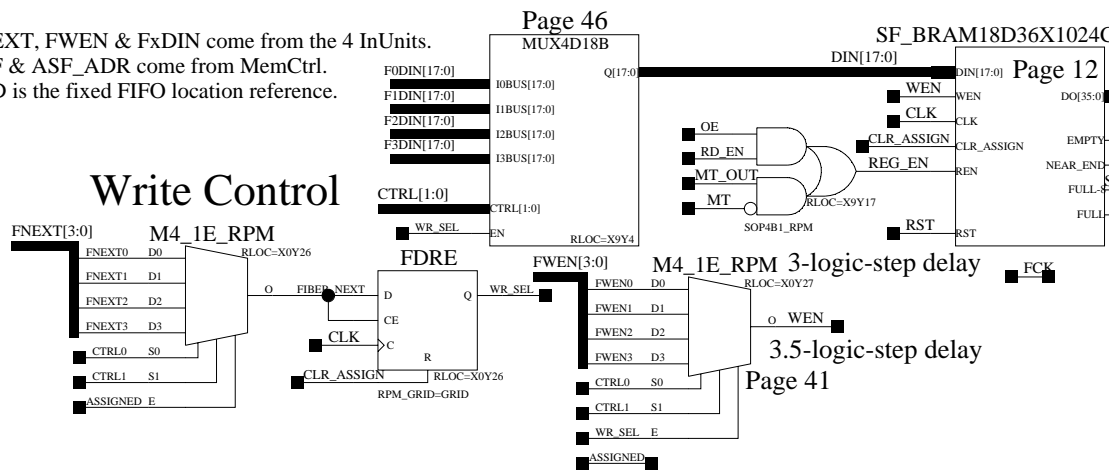 EXT, FWEN & FxDIN come from the 4 InUnits.
& ASF_ADR come from MemCtrl.
is the fixed FIFO location reference.
Write Control
Page 46
MUX4D18B
F0DIN[17:0]
F1DIN[17:0]
F2DIN[17:0]
F3DIN[17:0]
I0BUS[17:0]
I1BUS[17:0]
I2BUS[17:0]
I3BUS[17:0]
Q[17:0]
CTRL[1:0]
CTRL[1:0]
WR_SEL
EN
RLOC=X9Y4
DIN[17:0]
SF_BRAM18D36X1024C
Page 12
DIN[17:0]
DO[35:0]
WEN
WEN
CLK
CLK
CLR_ASSIGN
CLR_ASSIGN
EMPTY
NEAR_END
REN
FULL-S
FULL
RST
RST
OE
RD_EN
MT_OUT
MT
REG_EN
RLOC=X9Y17
SOP4B1_RPM
FCK
FNEXT[3:0]
M4_1E_RPM
RLOC=X0Y26
FNEXT0 D0
FNEXT1 D1
FNEXT2 D2
FNEXT3 D3
CTRL0 S0
CTRL1 S1
ASSIGNED E
O
FIBER_NEXT
FDRE
D
CE
C
Q
R
WR_SEL
CLK
CLR_ASSIGN
RLOC=X0Y26
RPM_GRID=GRID
FWEN[3:0]
M4_1E_RPM
3-logic-step delay
RLOC=X0Y27
FWEN0 D0
FWEN1 D1
FWEN2 D2
FWEN3 D3
CTRL0 S0
CTRL1 S1
WR_SEL E
ASSIGNED
O WEN
3.5-logic-step delay
Page 41